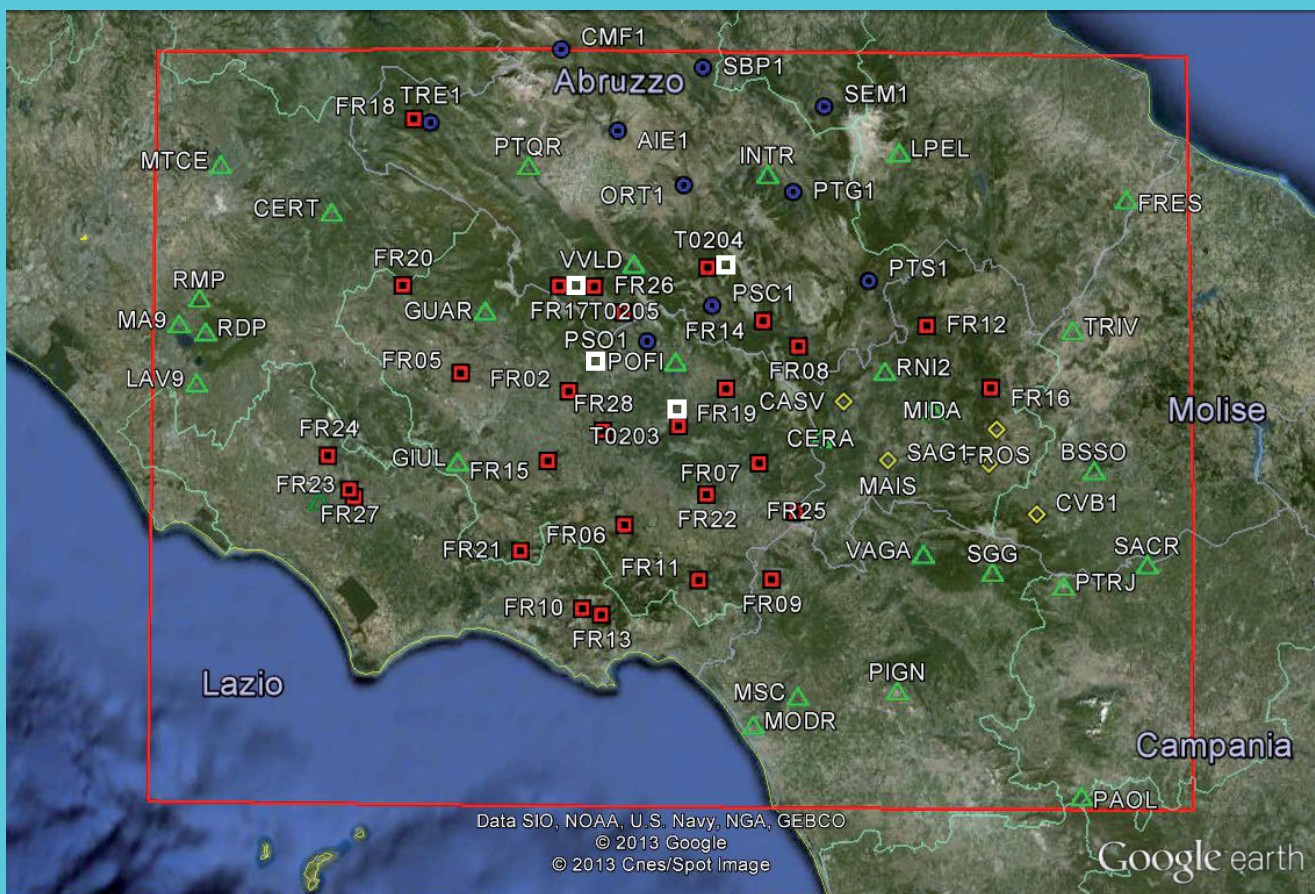 CMF1
SBP1
Abruzzo
TRE1
FR18
SEM1
AIE1
PTQR
INTR
LPEL
MTCE
ORT1
PTG1
FRES
CERT
T0204
VVLD
FR20
FR26
PTS1
RMP
GUAR
FR17
T0205
PSC1
FR14
FR12
MA9
RDP
TRIV
PSO1
POFI
FR05
FR02
FR08
RNI2
LAV9
FR28
FR19
CASV
MIDA
FR16
Molise
FR24
T0203
CERA
GIUL
FR15
FR07
SAG1
FROS
BSSO
FR23
MAIS
FR27
FR22
FR25
CVB1
FR06
FR21
VAGA
SGG
SACR
FR11
PTRJ
FR10
FR09
FR13
Lazio
MSC
PIGN
MODR
Campania
PAOL
Data SIO, NOAA, U.S. Navy, NGA, GEBCO
© 2013 Google
© 2013 Cnes/Spot Image
Google earth